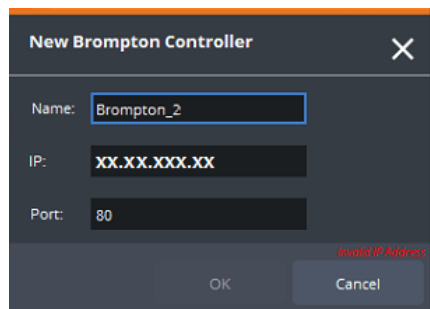 New Brompton Controller
Name: Brompton_2
IP: XX.XX.XXX.XX
Port: 80
Invalid IP Address
OK Cancel